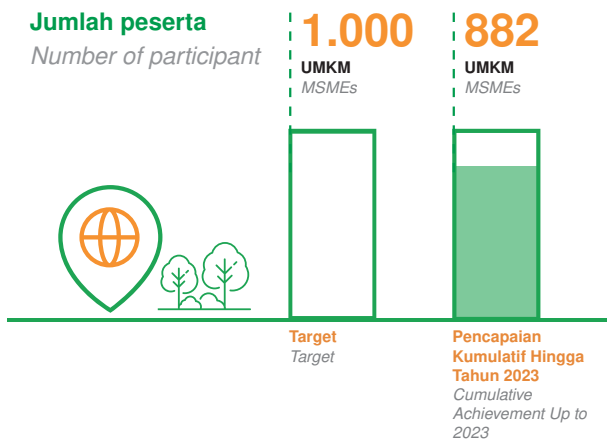 Jumlah peserta
Number of participant
1.000
UMKM
MSMEs
882
UMKM
MSMEs
Target
Target
Pencapaian
Kumulatif Hingga
Tahun 2023
Cumulative
Achievement Up to
2023